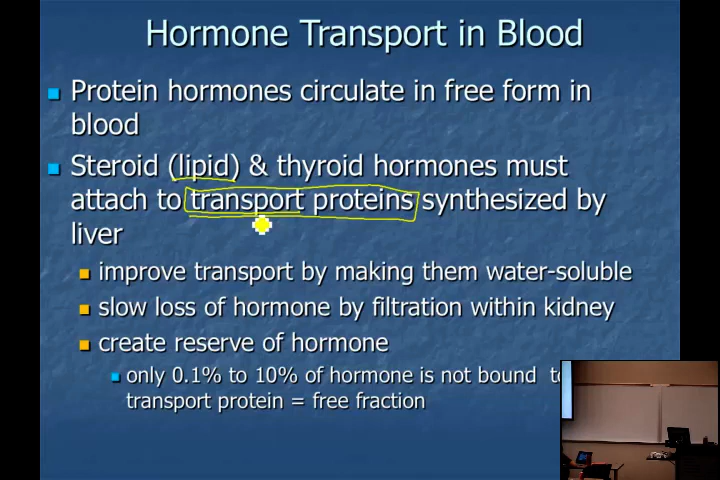 Hormone Transport in Blood
Protein hormones circulate in free form in
blood
Steroid (lipid) & thyroid hormones must
attach to transport proteins synthesized by
liver
improve transport by making them water-soluble
slow loss of hormone by filtration within kidney
create reserve of hormone
only 0.1% to 10% of hormone is not bound to
transport protein = free fraction